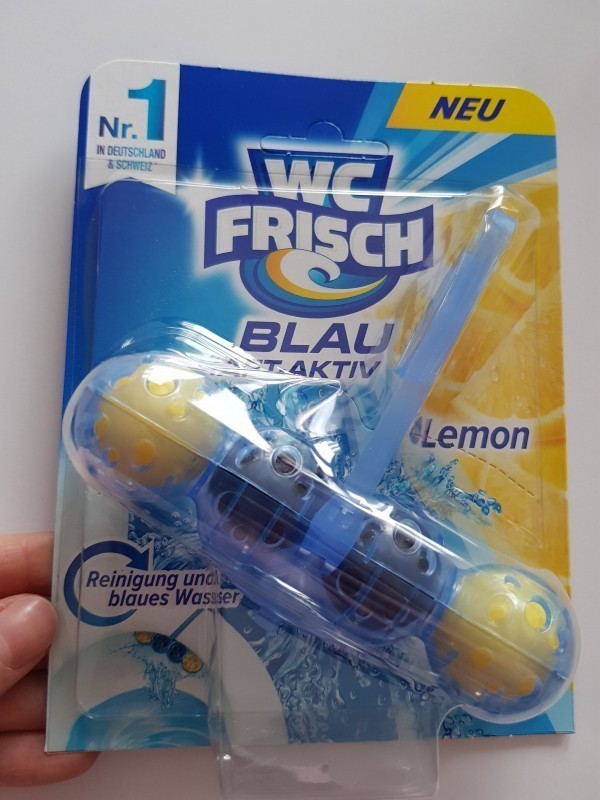 Nr.1
IN DEUTSCHLAND
& SCHWEIZ*
NEU
WC
FRISCH
BLAU
AKTIV
Lemon
Reinigung und
blaues Wasser